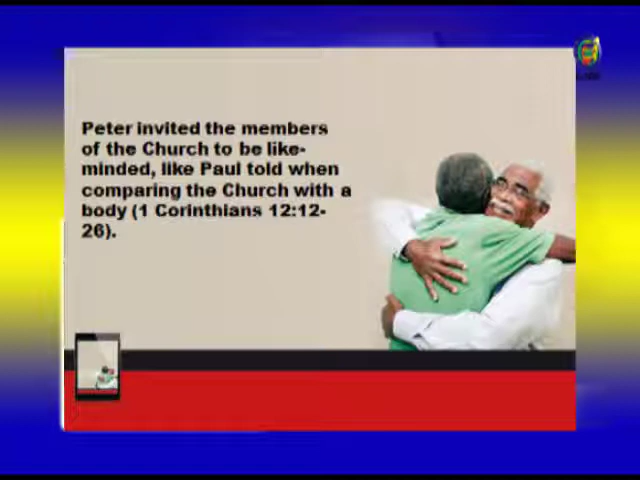 Peter invited the members
of the Church to be like-
minded, like Paul told when
comparing the Church with a
body (1 Corinthians 12:12-
26).